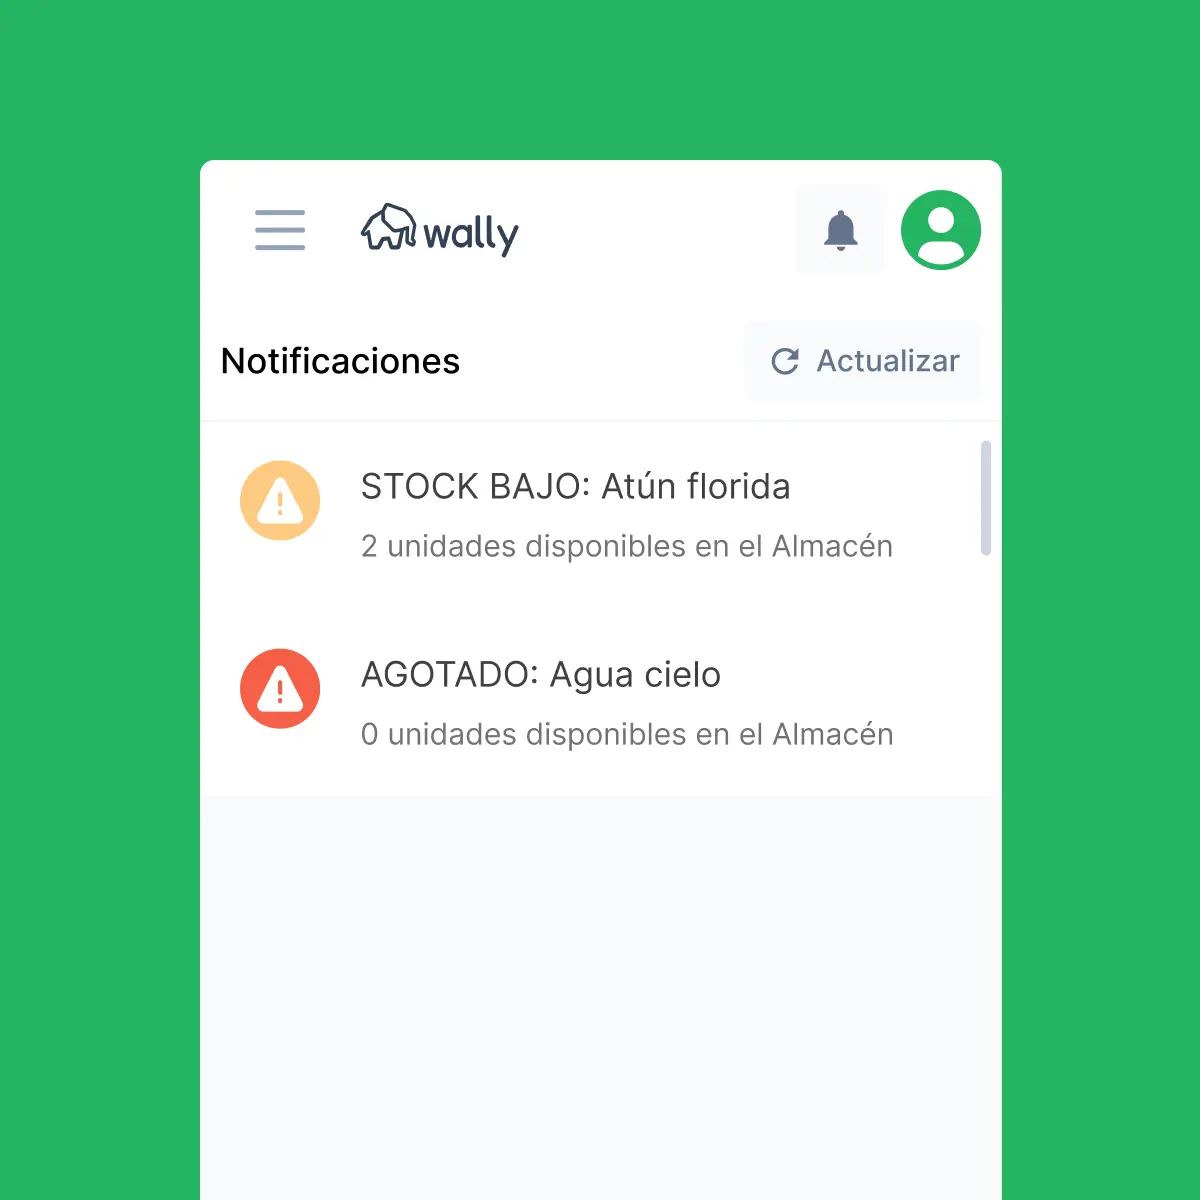 wally
Notificaciones
Actualizar
STOCK BAJO: Atún florida
2 unidades disponibles en el Almacén
AGOTADO: Agua cielo
0 unidades disponibles en el Almacén